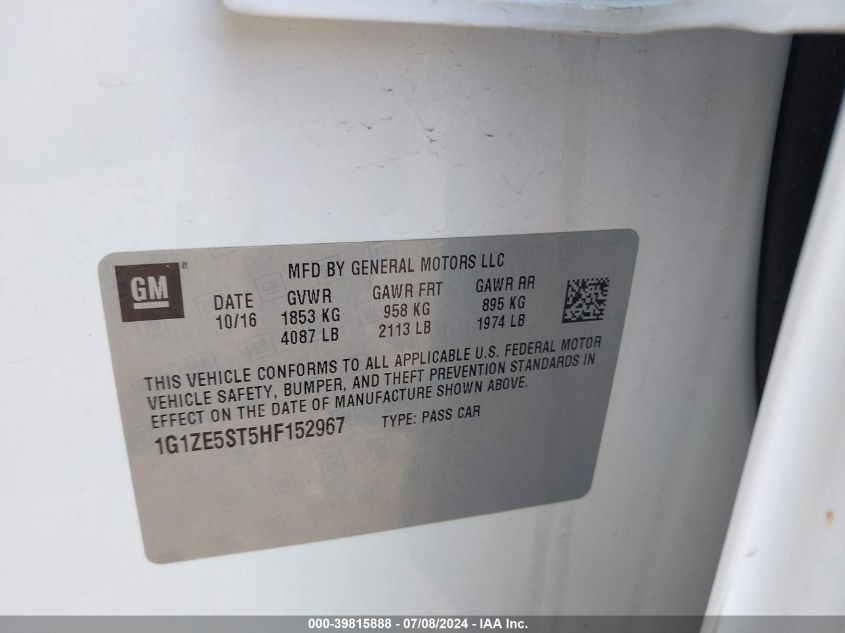 GM ®
MFD BY GENERAL MOTORS LLC
DATE GVWR GAWR FRT GAWR RR
10/16 1853 KG 958 KG 895 KG
4087 LB 2113 LB 1974 LB
THIS VEHICLE CONFORMS TO ALL APPLICABLE U.S. FEDERAL MOTOR
VEHICLE SAFETY, BUMPER, AND THEFT PREVENTION STANDARDS IN
EFFECT ON THE DATE OF MANUFACTURE SHOWN ABOVE.
1G1ZE5ST5HF152967 TYPE: PASS CAR
000-39815888 - 07/08/2024 - IAA Inc.